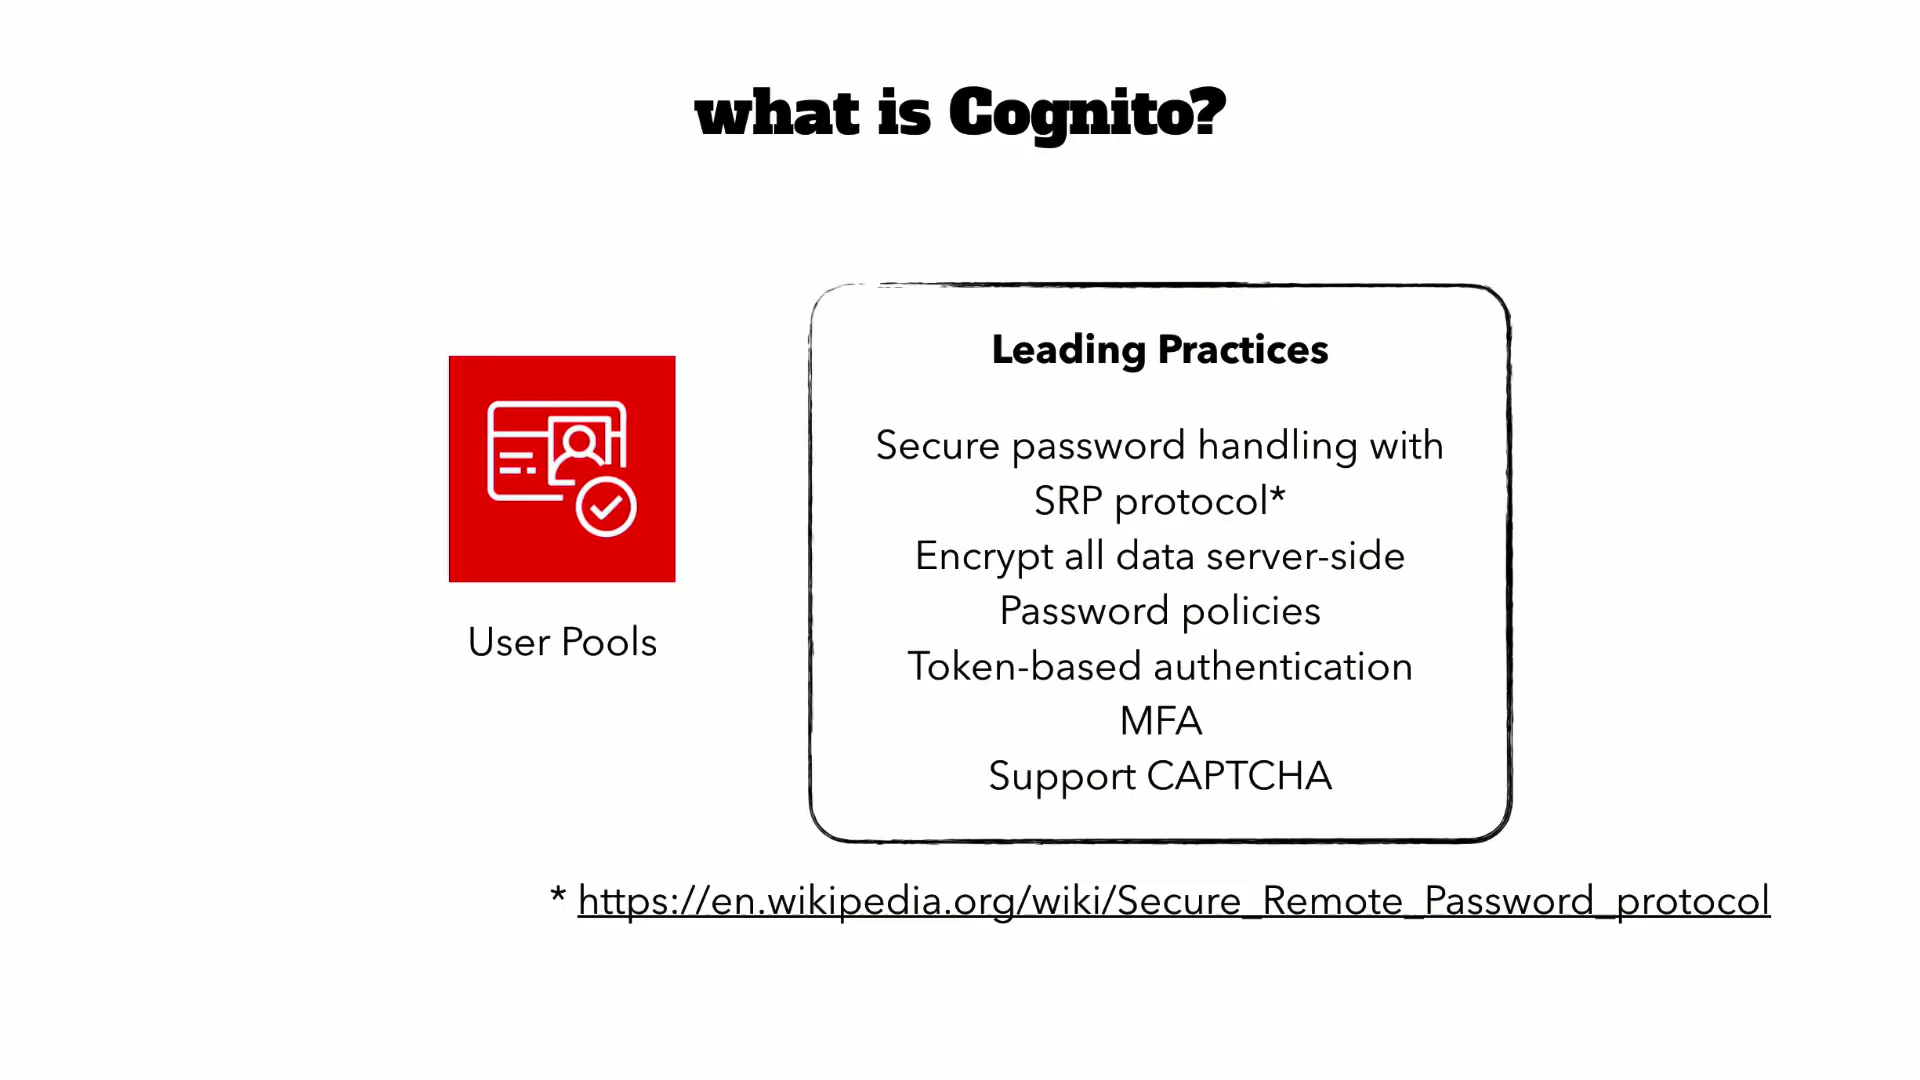 what is Cognito?
User Pools
Leading Practices
Secure password handling with
SRP protocol*
Encrypt all data server-side
Password policies
Token-based authentication
MFA
Support CAPTCHA
* https://en.wikipedia.org/wiki/Secure_Remote_Password_protocol